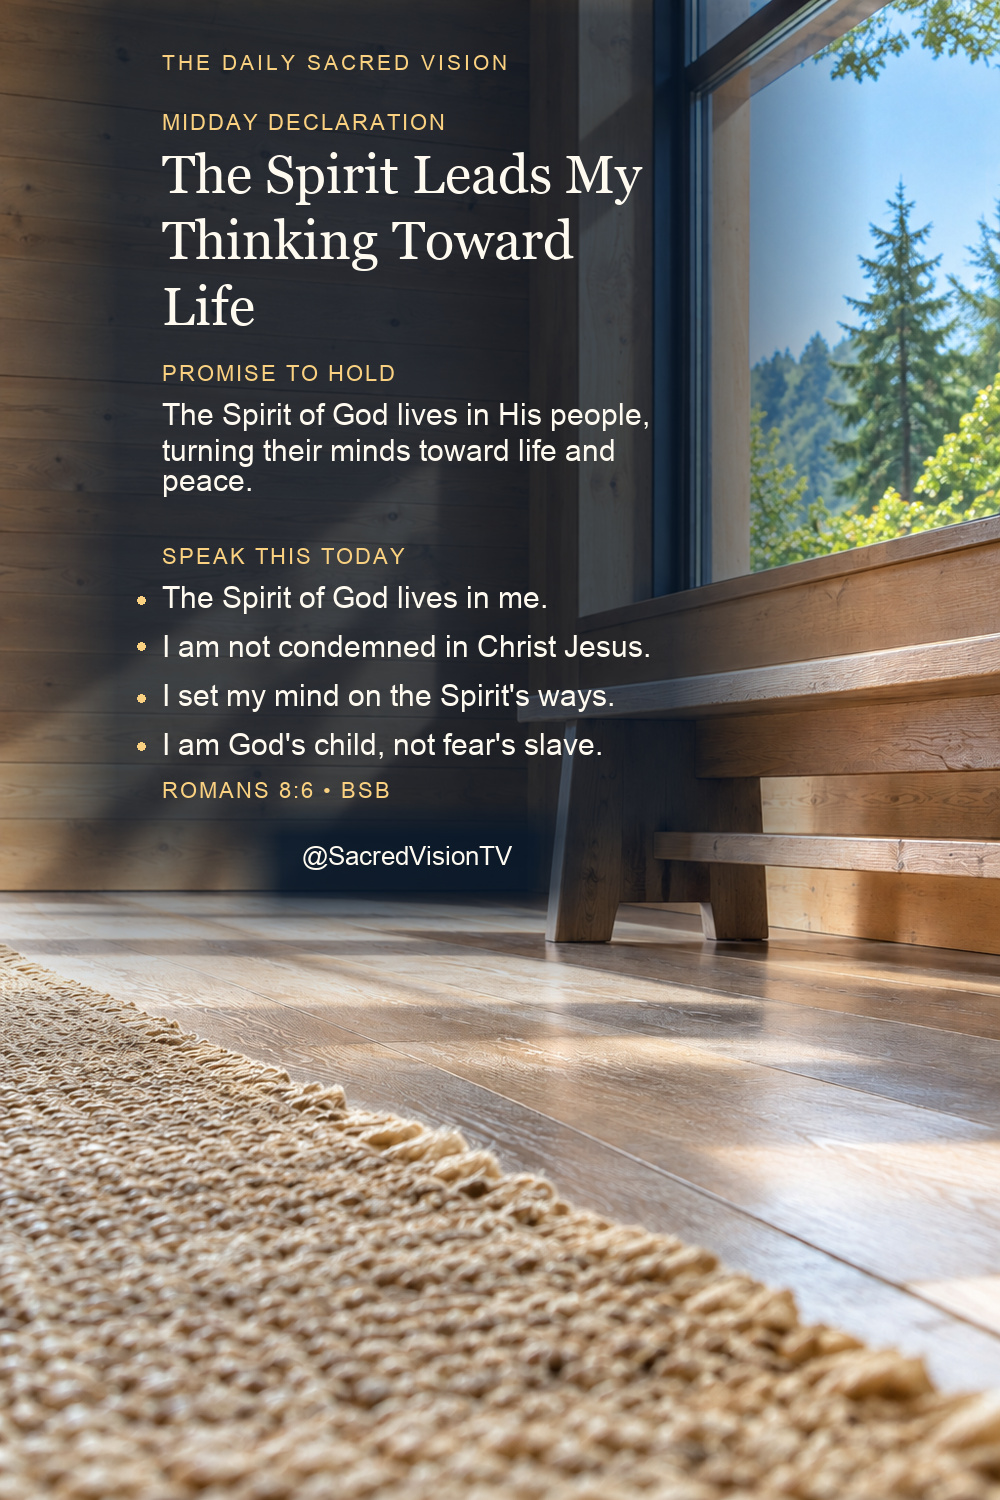 THE DAILY SACRED VISION
MIDDAY DECLARATION
The Spirit Leads My
Thinking Toward
Life
PROMISE TO HOLD
The Spirit of God lives in His people,
turning their minds toward life and
peace.
SPEAK THIS TODAY
• The Spirit of God lives in me.
• I am not condemned in Christ Jesus.
• I set my mind on the Spirit's ways.
• I am God's child, not fear's slave.
ROMANS 8:6 • BSB
@SacredVisionTV